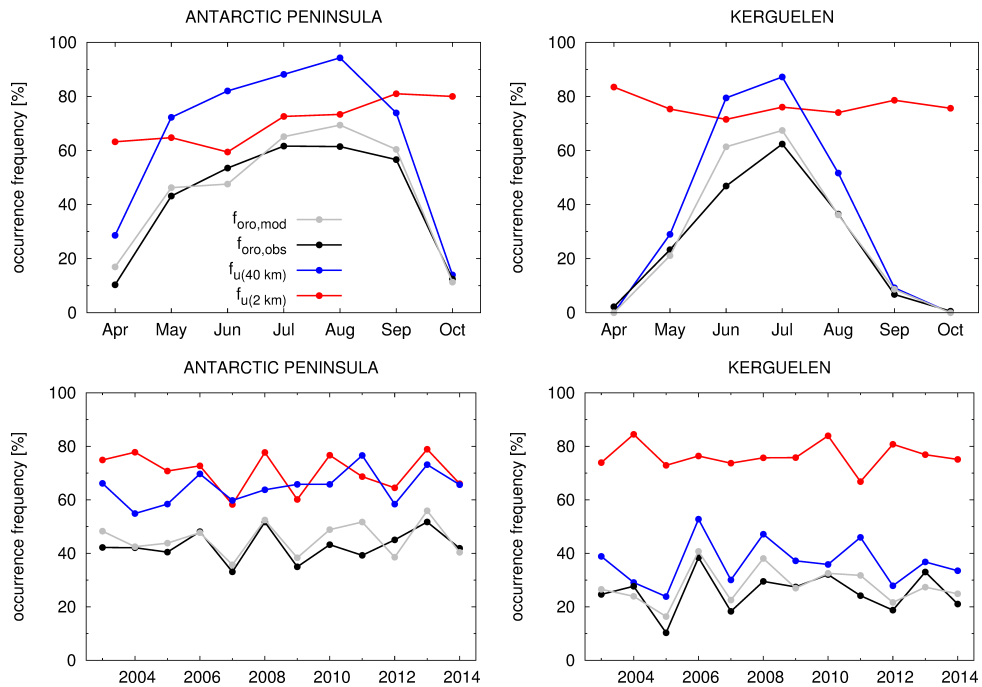 ANTARCTIC PENINSULA
KERGUELEN
occurrence frequency [%]
100
80
60
40
20
0
Apr May Jun Jul Aug Sep Oct
f_oro,mod
f_oro,obs
f_u(40 km)
f_u(2 km)
occurrence frequency [%]
100
80
60
40
20
0
Apr May Jun Jul Aug Sep Oct
ANTARCTIC PENINSULA
KERGUELEN
occurrence frequency [%]
100
80
60
40
20
0
2004 2006 2008 2010 2012 2014
occurrence frequency [%]
100
80
60
40
20
0
2004 2006 2008 2010 2012 2014